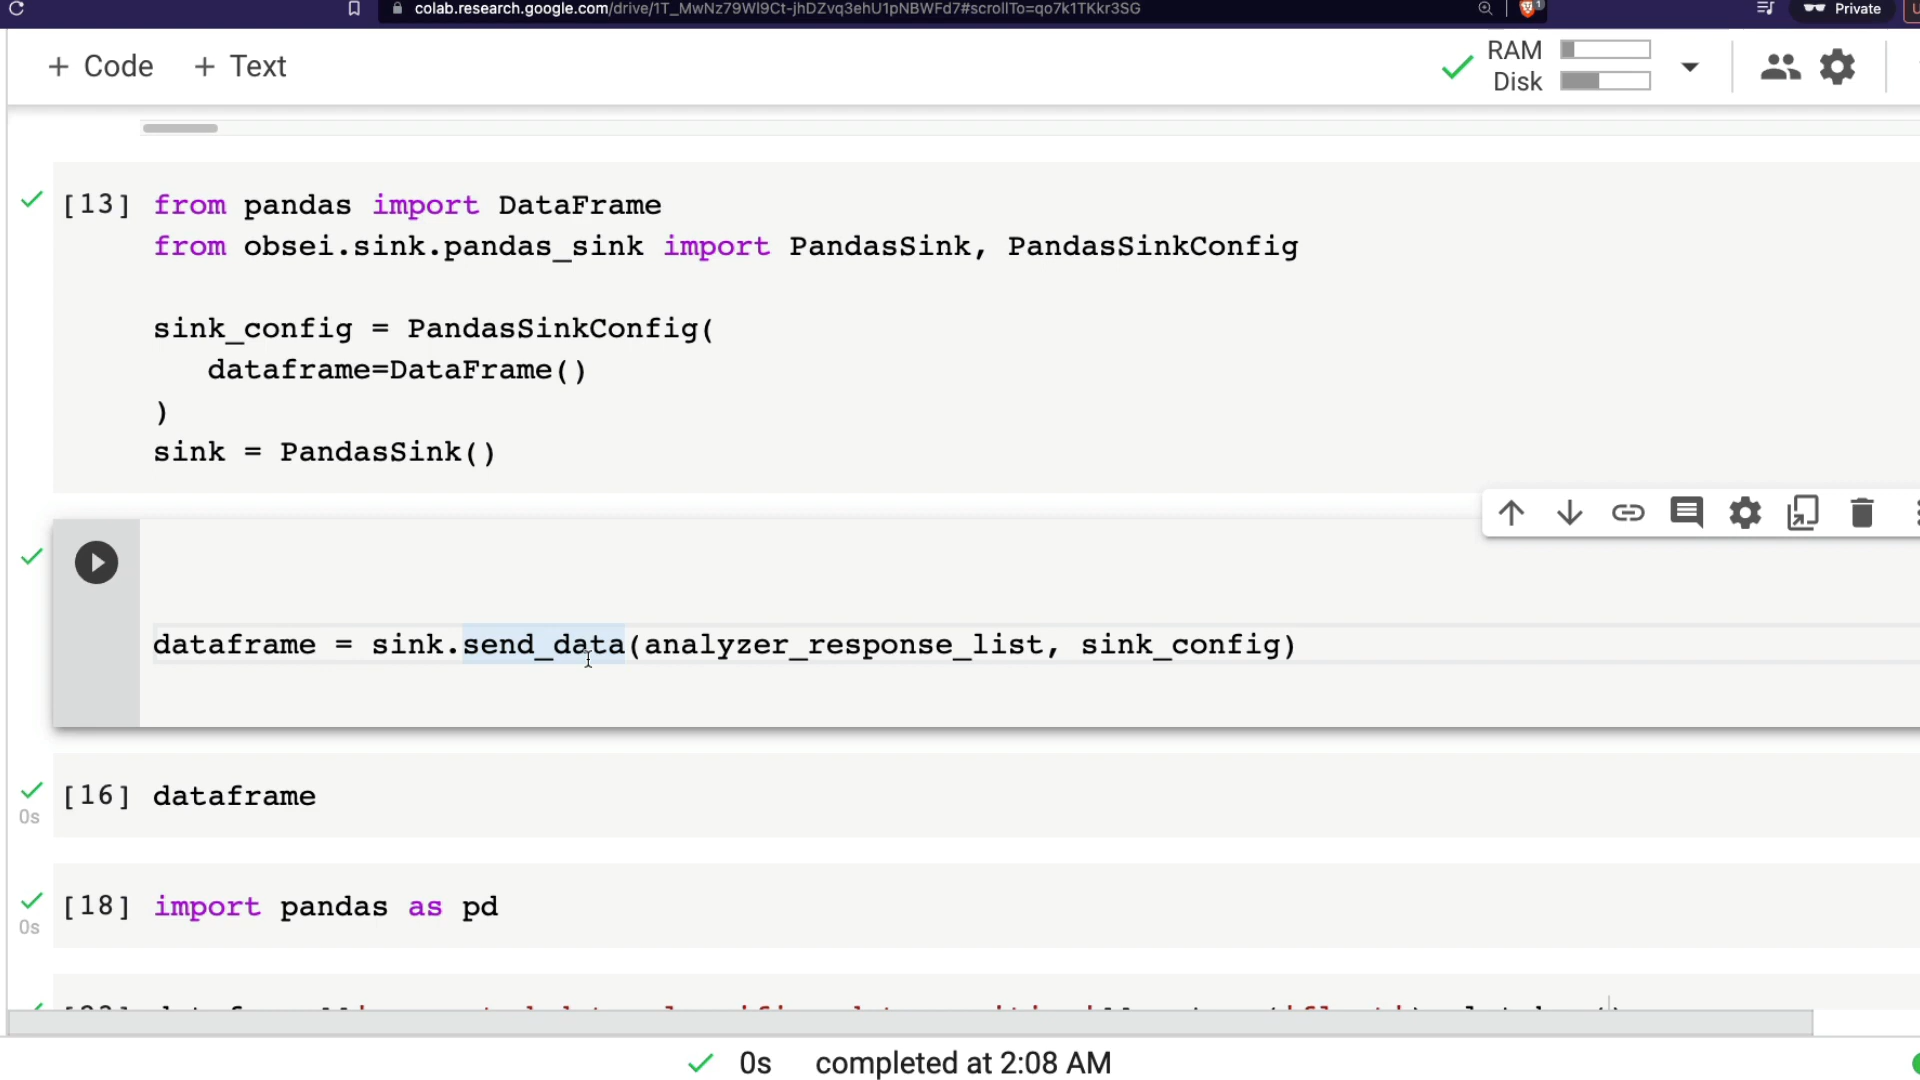 colab.research.google.com/drive/1T_MwNz79Wl9Ct-jhDZvq3ehU1pNBWFd7#scrollTo=qo7k1TKkr3SG
1
Private
+ Code + Text
RAM
Disk
[13] from pandas import DataFrame
from obsei.sink.pandas_sink import PandasSink, PandasSinkConfig
sink_config = PandasSinkConfig(
dataframe=DataFrame()
)
sink = PandasSink()
dataframe = sink.send_data(analyzer_response_list, sink_config)
[16] dataframe
0s
[18] import pandas as pd
0s
0s completed at 2:08 AM